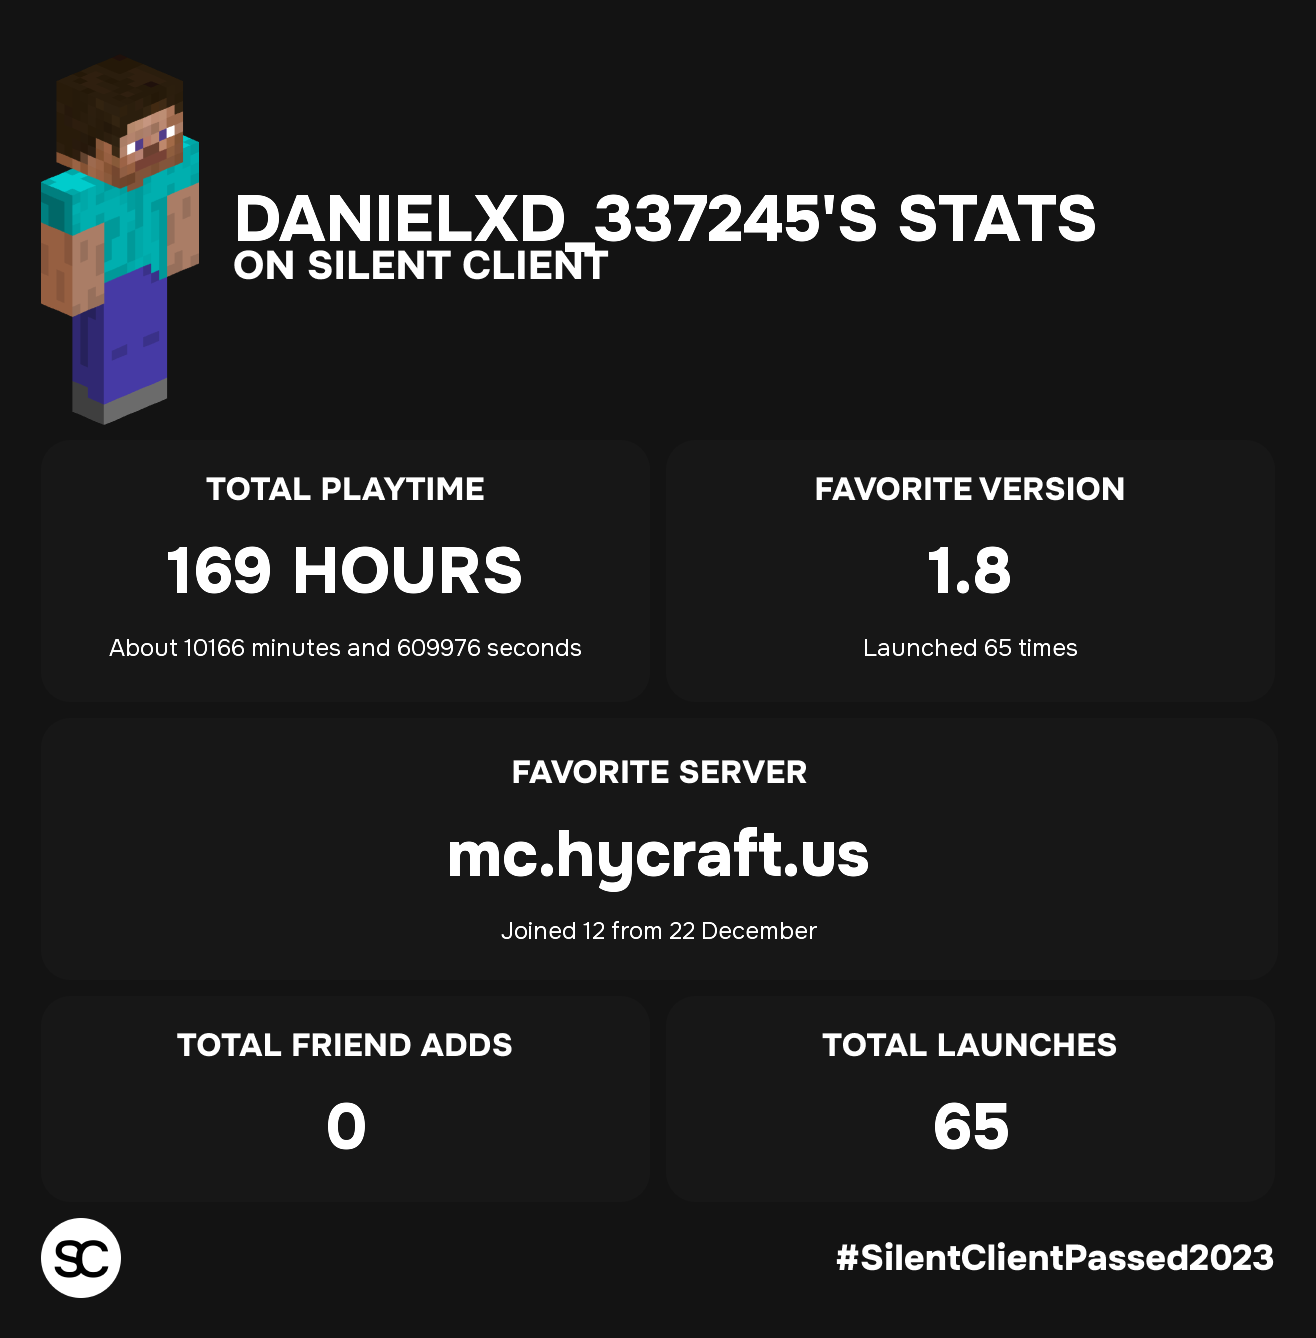 DANIELXD_337245'S STATS
ON SILENT CLIENT
TOTAL PLAYTIME
169 HOURS
About 10166 minutes and 609976 seconds
FAVORITE VERSION
1.8
Launched 65 times
FAVORITE SERVER
mc.hycraft.us
Joined 12 from 22 December
TOTAL FRIEND ADDS
0
TOTAL LAUNCHES
65
SC
#SilentClientPassed2023